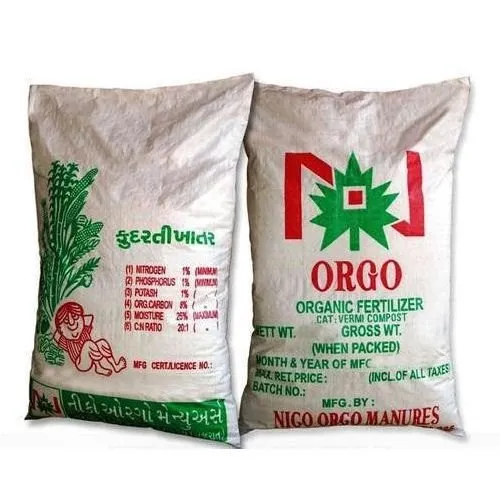 કુદરતી ખાતર
(1) NITROGEN 1% (MINIMUM)
(2) PHOSPHORUS 1% (MINIMUM)
(3) POTASH 1% ( " )
(4) ORG.CARBON 8% ( " )
(5) MOISTURE 25% (MAXIMUM)
(6) C:N RATIO 20:1 ( " )
MFG CERT/LICENCE NO.:
નીકો ઓરગો મેન્યુઅર્સ
ORGO
ORGANIC FERTILIZER
CAT: VERMI COMPOST
NETT WT. GROSS WT.
(WHEN PACKED)
MONTH & YEAR OF MFG
MAX. RET. PRICE: (INCL. OF ALL TAXES)
BATCH NO.:
MFG. BY :
NIGO ORGO MANURES